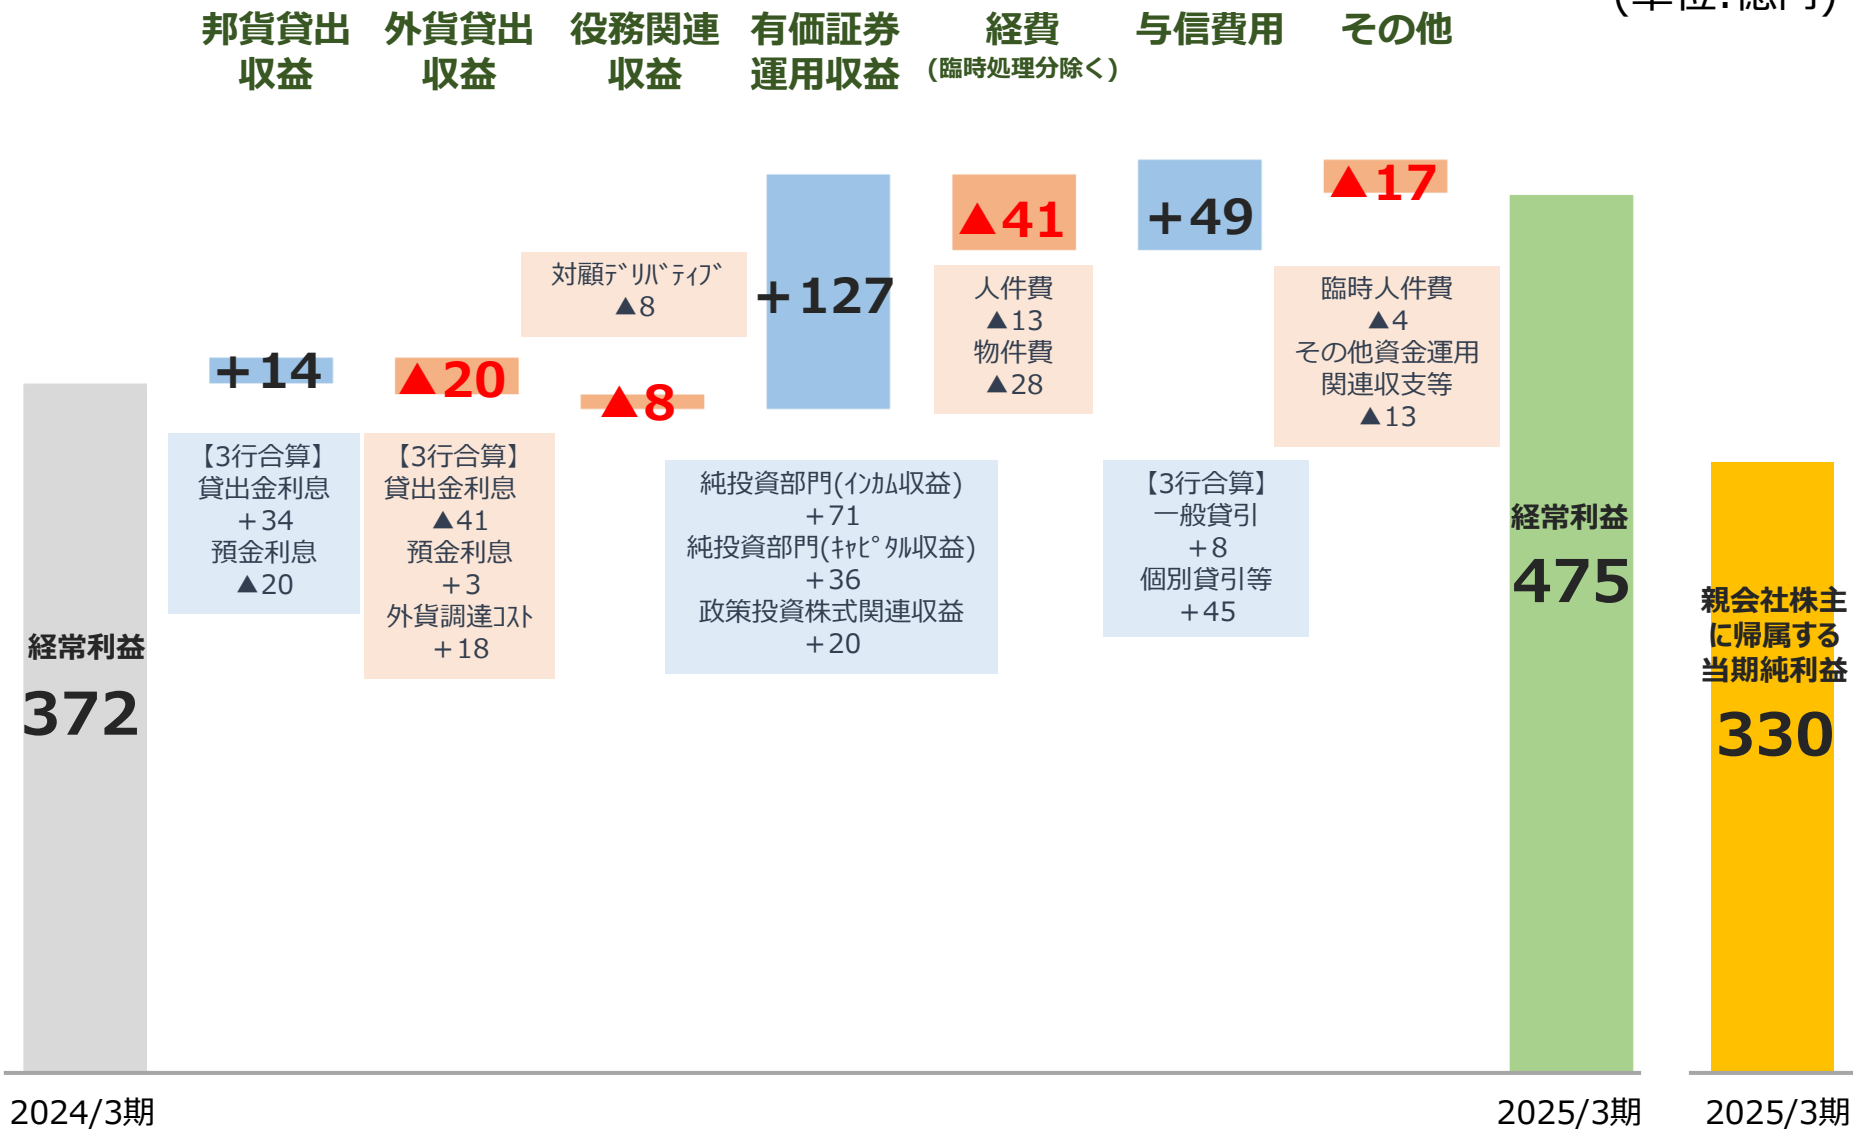 (単位:億円)
邦貨貸出
収益
外貨貸出
収益
役務関連
収益
有価証券
運用収益
経費
(臨時処理分除く)
与信費用
その他
経常利益
372
+14
【3行合算】
貸出金利息
+34
預金利息
▲20
▲20
【3行合算】
貸出金利息
▲41
預金利息
+3
外貨調達ｺｽﾄ
+18
対顧ﾃﾞﾘﾊﾞﾃｨﾌﾞ
▲8
▲8
+127
純投資部門(ｲﾝｶﾑ収益)
+71
純投資部門(ｷｬﾋﾟﾀﾙ収益)
+36
政策投資株式関連収益
+20
▲41
人件費
▲13
物件費
▲28
+49
【3行合算】
一般貸引
+8
個別貸引等
+45
▲17
臨時人件費
▲4
その他資金運用
関連収支等
▲13
経常利益
475
親会社株主
に帰属する
当期純利益
330
2024/3期
2025/3期
2025/3期